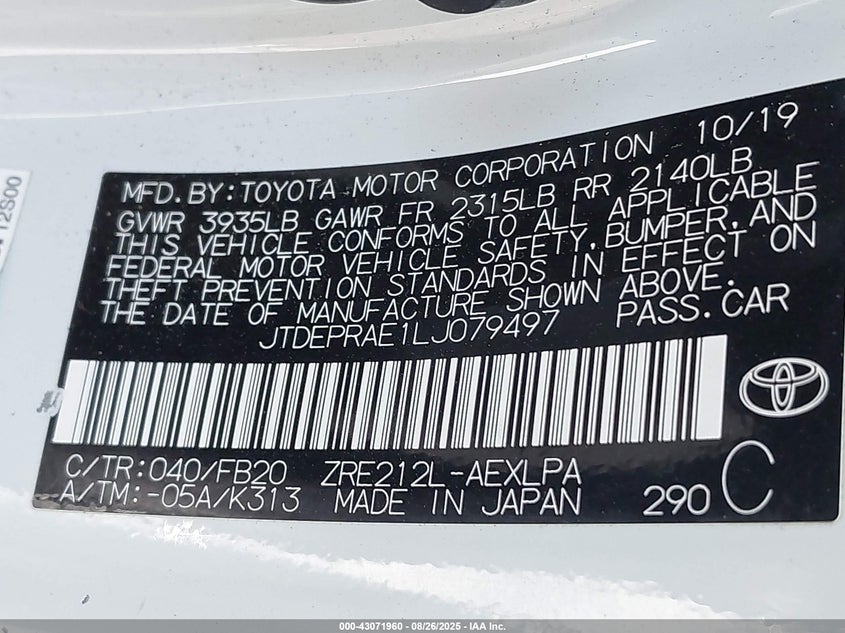 12S00
10/19
MFD.BY:TOYOTA MOTOR CORPORATION
GVWR 3935LB GAWR FR 2315LB RR 2140LB
THIS VEHICLE CONFORMS TO ALL APPLICABLE
FEDERAL MOTOR VEHICLE SAFETY,BUMPER,AND
THEFT PREVENTION STANDARDS IN EFFECT ON
THE DATE OF MANUFACTURE SHOWN ABOVE.
JTDEPRAE1LJ079497 PASS.CAR
C/TR:040/FB20 ZRE212L-AEXLPA
A/TM:-05A/K313 MADE IN JAPAN 290 C
000-43071960 - 08/26/2025 - IAA Inc.